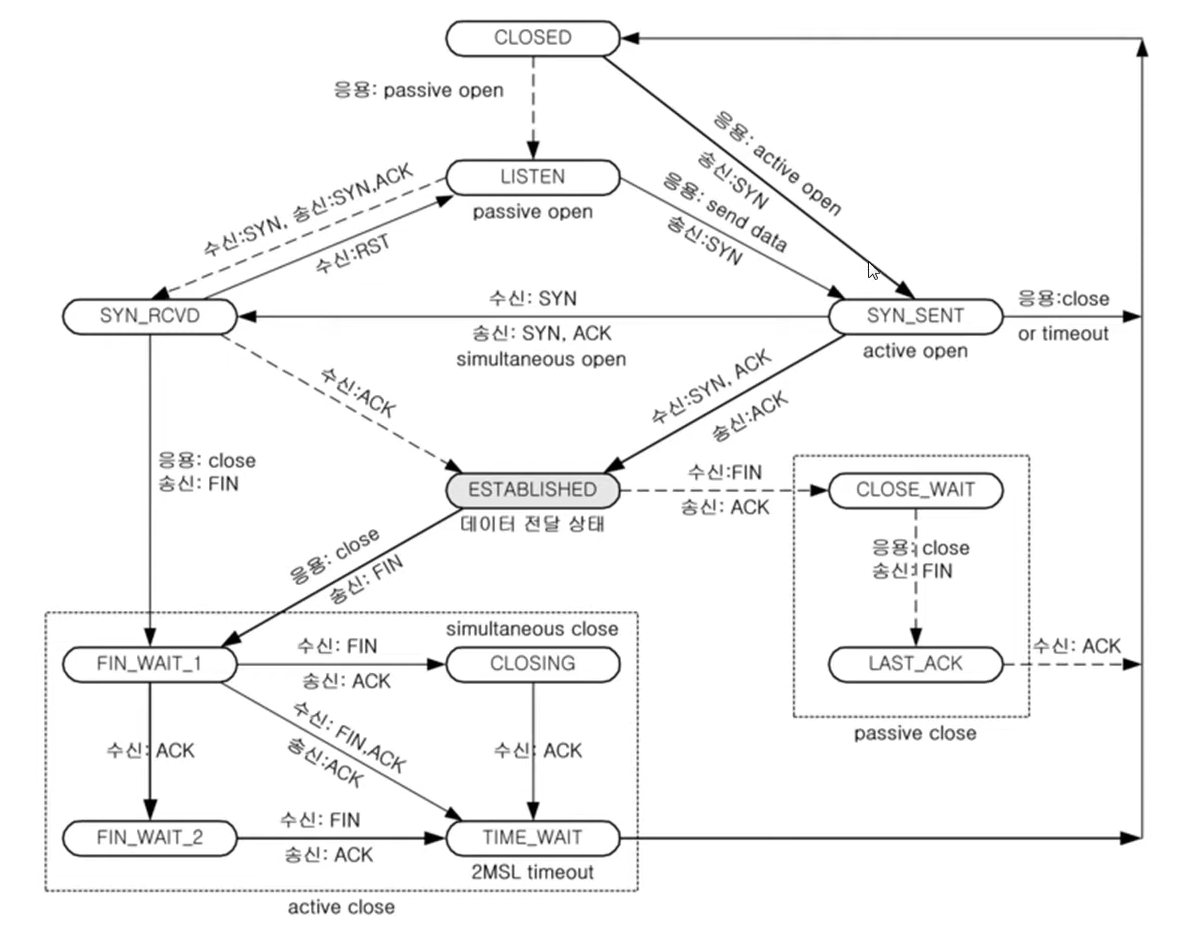 CLOSED
응용: passive open
응용: active open
송신:SYN
LISTEN
passive open
수신:SYN, 송신:SYN,ACK
수신:RST
응용: send data
송신:SYN
SYN_RCVD
수신: SYN
송신: SYN, ACK
simultaneous open
SYN_SENT
active open
응용:close
or timeout
수신:ACK
수신:SYN, ACK
송신:ACK
응용: close
송신: FIN
ESTABLISHED
데이터 전달 상태
수신:FIN
송신: ACK
CLOSE_WAIT
응용: close
송신: FIN
응용: close
송신: FIN
simultaneous close
FIN_WAIT_1
수신: FIN
송신: ACK
CLOSING
LAST_ACK
수신: ACK
passive close
수신: ACK
수신: FIN,ACK
송신:ACK
수신: ACK
FIN_WAIT_2
수신: FIN
송신: ACK
TIME_WAIT
2MSL timeout
active close